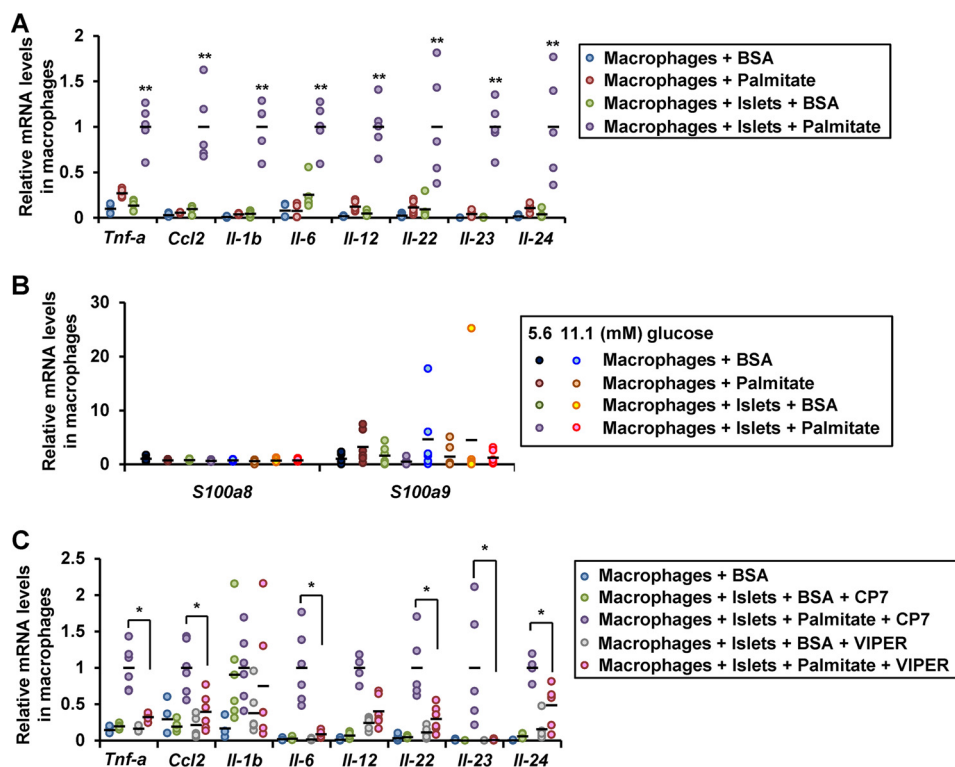 A
Relative mRNA levels
in macrophages
2
1.5
1
0.5
0
** ** ** ** ** ** ** **
Tnf-a Ccl2 Il-1b Il-6 Il-12 Il-22 Il-23 Il-24
Macrophages + BSA
Macrophages + Palmitate
Macrophages + Islets + BSA
Macrophages + Islets + Palmitate
B
Relative mRNA levels
in macrophages
30
20
10
0
S100a8 S100a9
5.6 11.1 (mM) glucose
Macrophages + BSA
Macrophages + Palmitate
Macrophages + Islets + BSA
Macrophages + Islets + Palmitate
C
Relative mRNA levels
in macrophages
2.5
2
1.5
1
0.5
0
* * * * * *
Tnf-a Ccl2 Il-1b Il-6 Il-12 Il-22 Il-23 Il-24
Macrophages + BSA
Macrophages + Islets + BSA + CP7
Macrophages + Islets + Palmitate + CP7
Macrophages + Islets + BSA + VIPER
Macrophages + Islets + Palmitate + VIPER